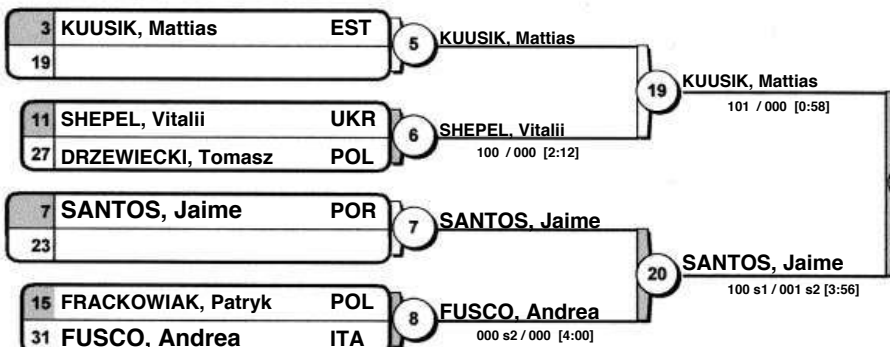 3 KUUSIK, Mattias EST
19
5
KUUSIK, Mattias
11 SHEPEL, Vitalii UKR
27 DRZEWIECKI, Tomasz POL
6
SHEPEL, Vitalii
100 / 000 [2:12]
19
KUUSIK, Mattias
101 / 000 [0:58]
7 SANTOS, Jaime POR
23
7
SANTOS, Jaime
15 FRACKOWIAK, Patryk POL
31 FUSCO, Andrea ITA
8
FUSCO, Andrea
000 s2 / 000 [4:00]
20
SANTOS, Jaime
100 s1 / 001 s2 [3:56]